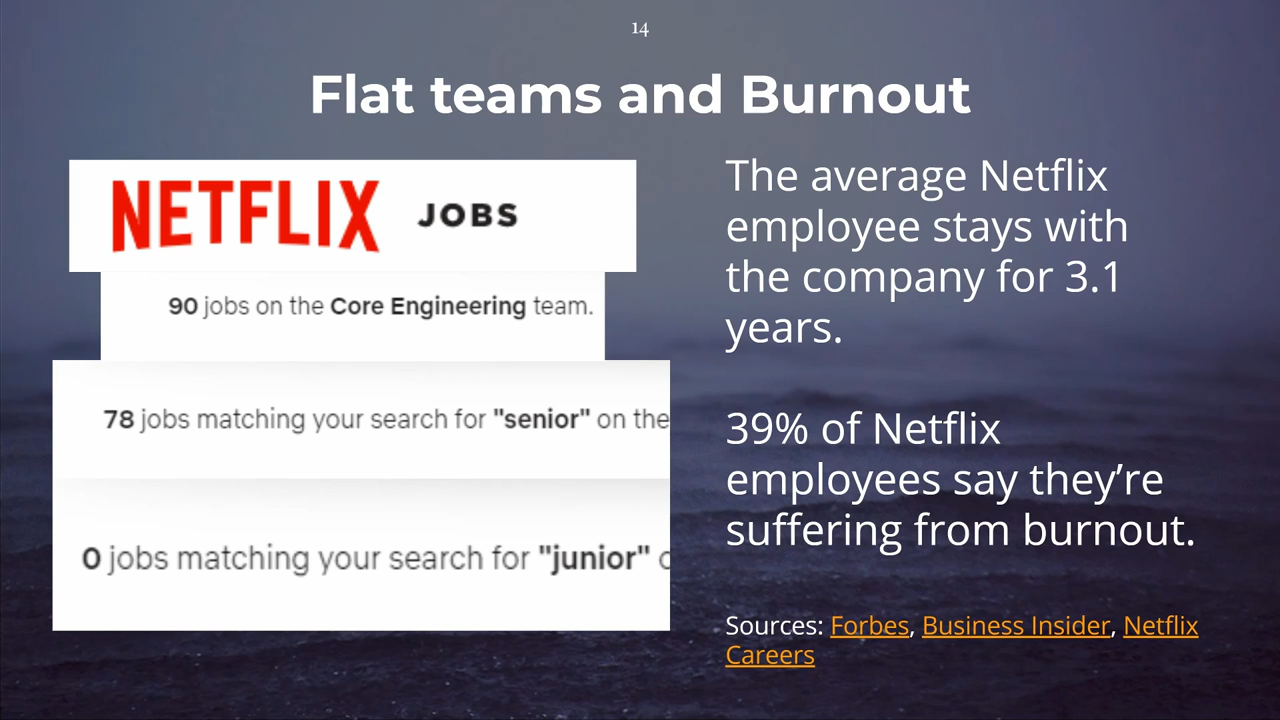 14
Flat teams and Burnout
NETFLIX JOBS
90 jobs on the Core Engineering team.
78 jobs matching your search for "senior" on the
0 jobs matching your search for "junior"
The average Netflix
employee stays with
the company for 3.1
years.
39% of Netflix
employees say they’re
suffering from burnout.
Sources: Forbes, Business Insider, Netflix
Careers